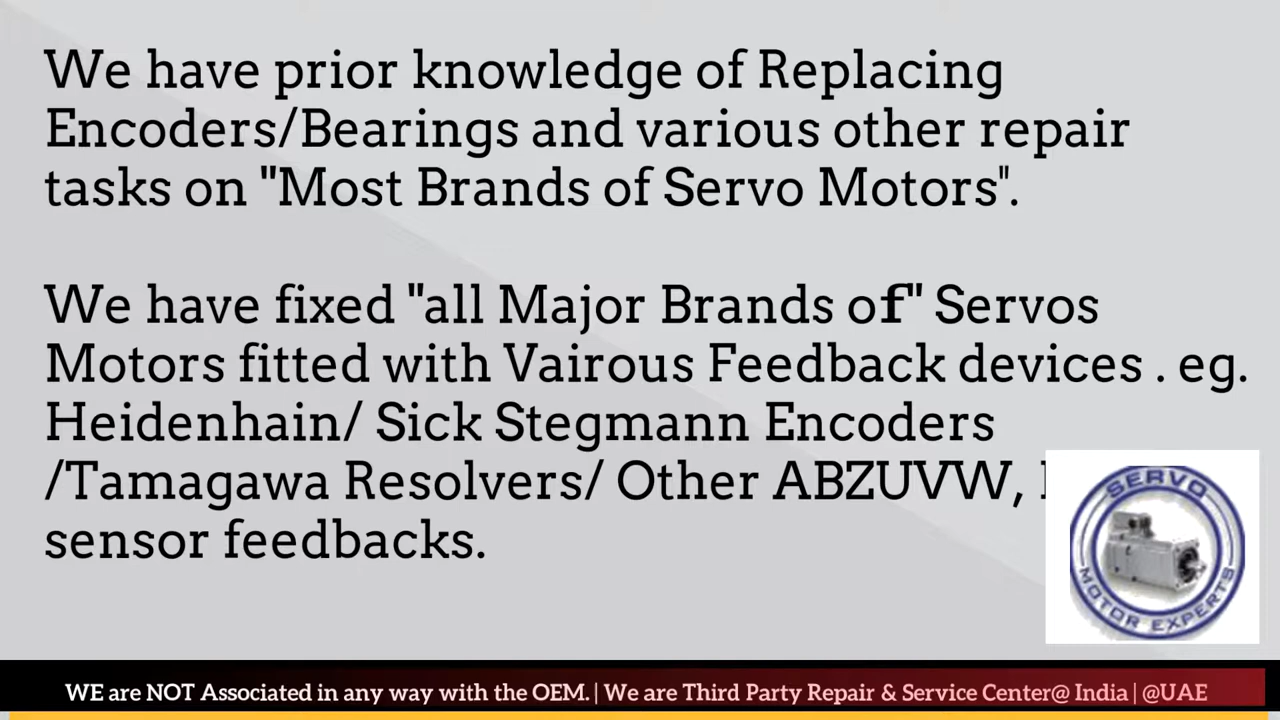 We have prior knowledge of Replacing
Encoders/Bearings and various other repair
tasks on "Most Brands of Servo Motors".
We have fixed "all Major Brands of" Servos
Motors fitted with Vairous Feedback devices . eg.
Heidenhain/ Sick Stegmann Encoders
/Tamagawa Resolvers/ Other ABZUVW,
sensor feedbacks.
SERVO
MOTOR EXPERTS
WE are NOT Associated in any way with the OEM. | We are Third Party Repair & Service Center@ India | @UAE